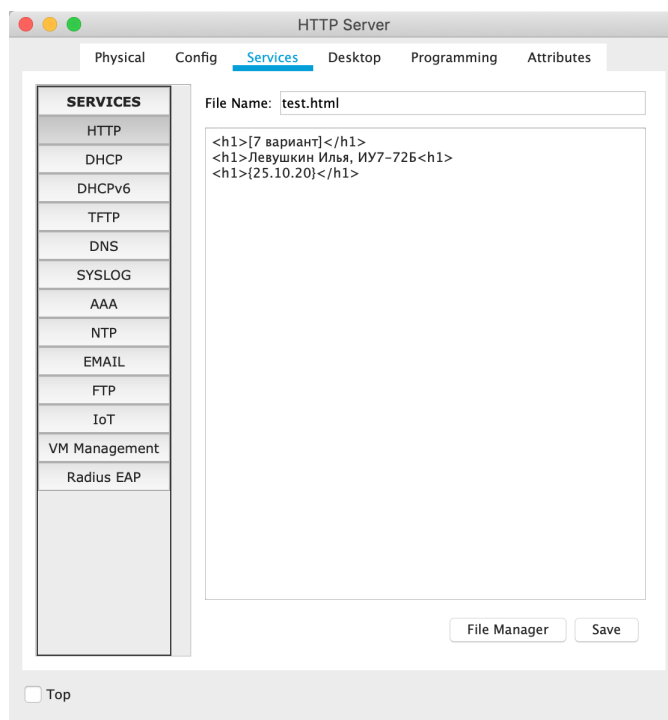 HTTP Server
Physical Config Services Desktop Programming Attributes
SERVICES
HTTP
DHCP
DHCPv6
TFTP
DNS
SYSLOG
AAA
NTP
EMAIL
FTP
IoT
VM Management
Radius EAP
File Name: test.html
<h1>[7 вариант]</h1>
<h1>Левушкин Илья, ИУ7-72Б<h1>
<h1>{25.10.20}</h1>
File Manager Save
Top